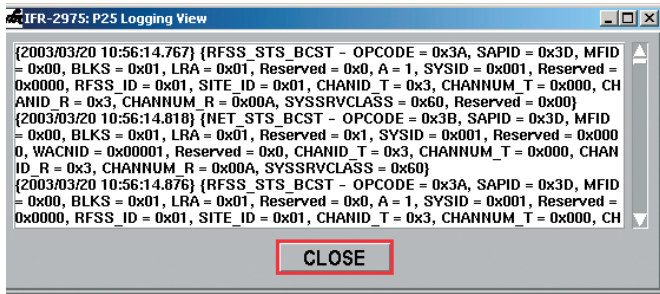 IFR-2975: P25 Logging View
{2003/03/20 10:56:14.767} {RFSS_STS_BCST - OPCODE = 0x3A, SAPID = 0x3D, MFID
= 0x00, BLKS = 0x01, LRA = 0x01, Reserved = 0x0, A = 1, SYSID = 0x001, Reserved =
0x0000, RFSS_ID = 0x01, SITE_ID = 0x01, CHANID_T = 0x3, CHANNUM_T = 0x000, CH
ANID_R = 0x3, CHANNUM_R = 0x00A, SYSSRVCLASS = 0x60, Reserved = 0x00}
{2003/03/20 10:56:14.818} {NET_STS_BCST - OPCODE = 0x3B, SAPID = 0x3D, MFID
= 0x00, BLKS = 0x01, LRA = 0x01, Reserved = 0x1, SYSID = 0x001, Reserved = 0x000
0, WACNID = 0x00001, Reserved = 0x0, CHANID_T = 0x3, CHANNUM_T = 0x000, CHAN
ID_R = 0x3, CHANNUM_R = 0x00A, SYSSRVCLASS = 0x60}
{2003/03/20 10:56:14.876} {RFSS_STS_BCST - OPCODE = 0x3A, SAPID = 0x3D, MFID
= 0x00, BLKS = 0x01, LRA = 0x01, Reserved = 0x0, A = 1, SYSID = 0x001, Reserved =
0x0000, RFSS_ID = 0x01, SITE_ID = 0x01, CHANID_T = 0x3, CHANNUM_T = 0x000, CH
CLOSE